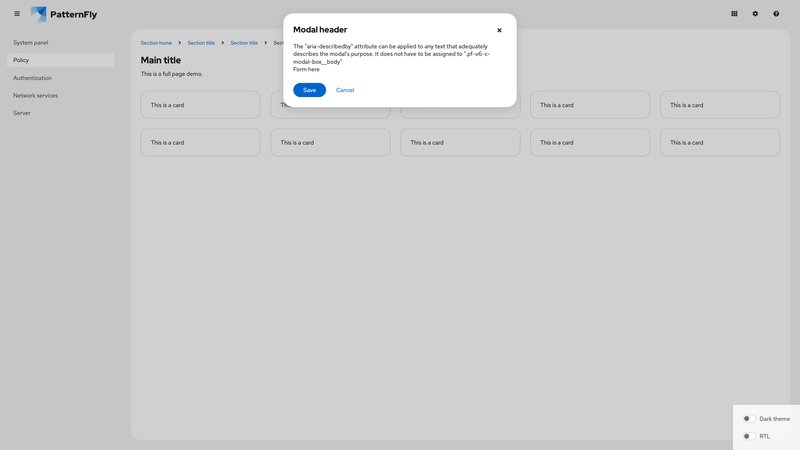 PatternFly
System panel
Policy
Authentication
Network services
Server
Section home
Section title
Section title
Main title
This is a full page demo.
Modal header
The "aria-describedby" attribute can be applied to any text that adequately
describes the modal's purpose. It does not have to be assigned to ".pf-v6-c-
modal-box__body"
Form here
Save
Cancel
This is a card
This is a card
This is a card
This is a card
This is a card
This is a card
This is a card
This is a card
Dark theme
RTL